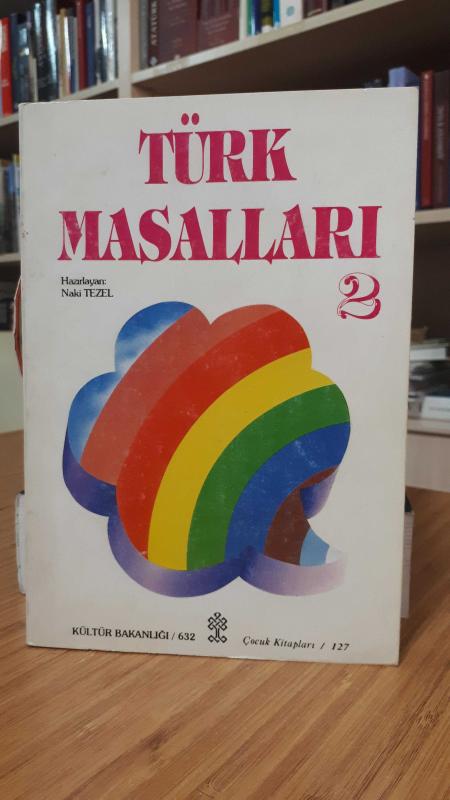 TÜRK
MASALLARI
Hazırlayan:
Naki TEZEL
2
KÜLTÜR BAKANLIĞI / 632
Çocuk Kitapları / 127